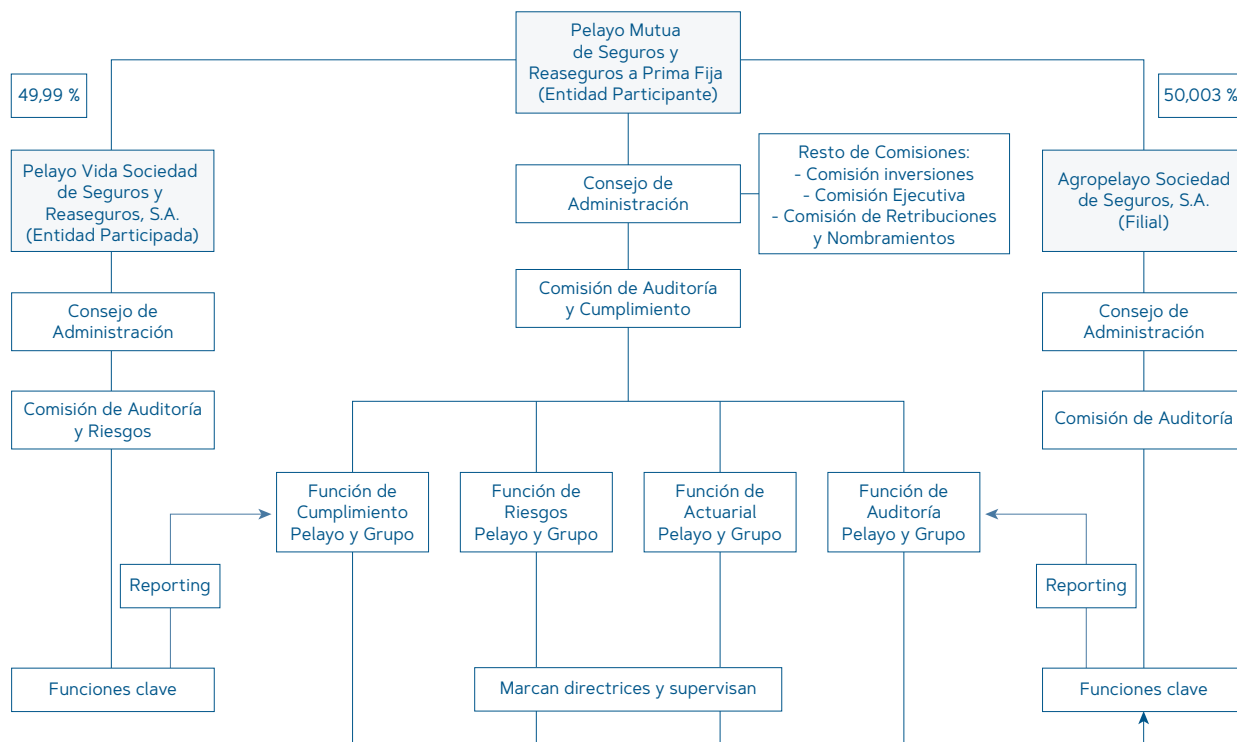 Pelayo Mutua
de Seguros y
Reaseguros a Prima Fija
(Entidad Participante)
49,99 %
50,003 %
Pelayo Vida Sociedad
de Seguros y
Reaseguros, S.A.
(Entidad Participada)
Consejo de
Administración
Resto de Comisiones:
- Comisión inversiones
- Comisión Ejecutiva
- Comisión de Retribuciones
y Nombramientos
Agropelayo Sociedad
de Seguros, S.A.
(Filial)
Consejo de
Administración
Comisión de Auditoría
y Cumplimiento
Consejo de
Administración
Comisión de Auditoría
y Riesgos
Comisión de Auditoría
Función de
Cumplimiento
Pelayo y Grupo
Función de
Riesgos
Pelayo y Grupo
Función de
Actuarial
Pelayo y Grupo
Función de
Auditoría
Pelayo y Grupo
Reporting
Reporting
Funciones clave
Marcan directrices y supervisan
Funciones clave